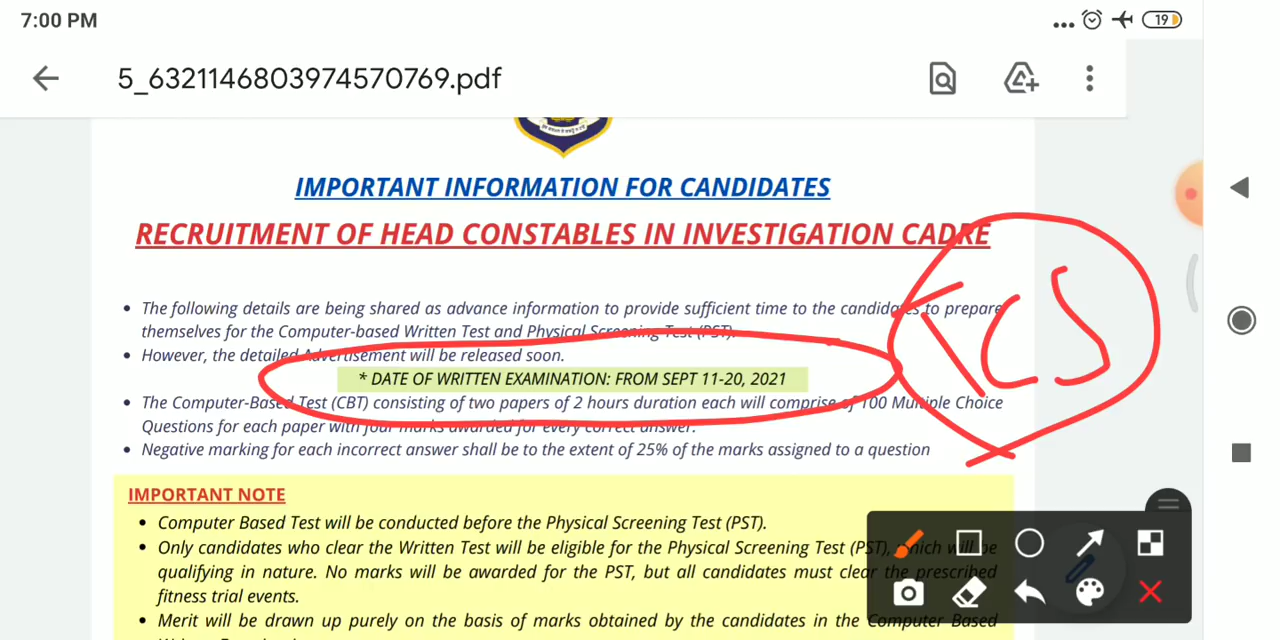 7:00 PM
19
5_6321146803974570769.pdf
IMPORTANT INFORMATION FOR CANDIDATES
RECRUITMENT OF HEAD CONSTABLES IN INVESTIGATION CADRE
• The following details are being shared as advance information to provide sufficient time to the candidates to prepare
themselves for the Computer-based Written Test and Physical Screening Test (PST).
• However, the detailed Advertisement will be released soon.
* DATE OF WRITTEN EXAMINATION: FROM SEPT 11-20, 2021
• The Computer-Based Test (CBT) consisting of two papers of 2 hours duration each will comprise of 100 Multiple Choice
Questions for each paper with four marks awarded for every correct answer.
• Negative marking for each incorrect answer shall be to the extent of 25% of the marks assigned to a question
TCS
IMPORTANT NOTE
• Computer Based Test will be conducted before the Physical Screening Test (PST).
• Only candidates who clear the Written Test will be eligible for the Physical Screening Test (PST), which will be
qualifying in nature. No marks will be awarded for the PST, but all candidates must clear the prescribed
fitness trial events.
• Merit will be drawn up purely on the basis of marks obtained by the candidates in the Computer Based